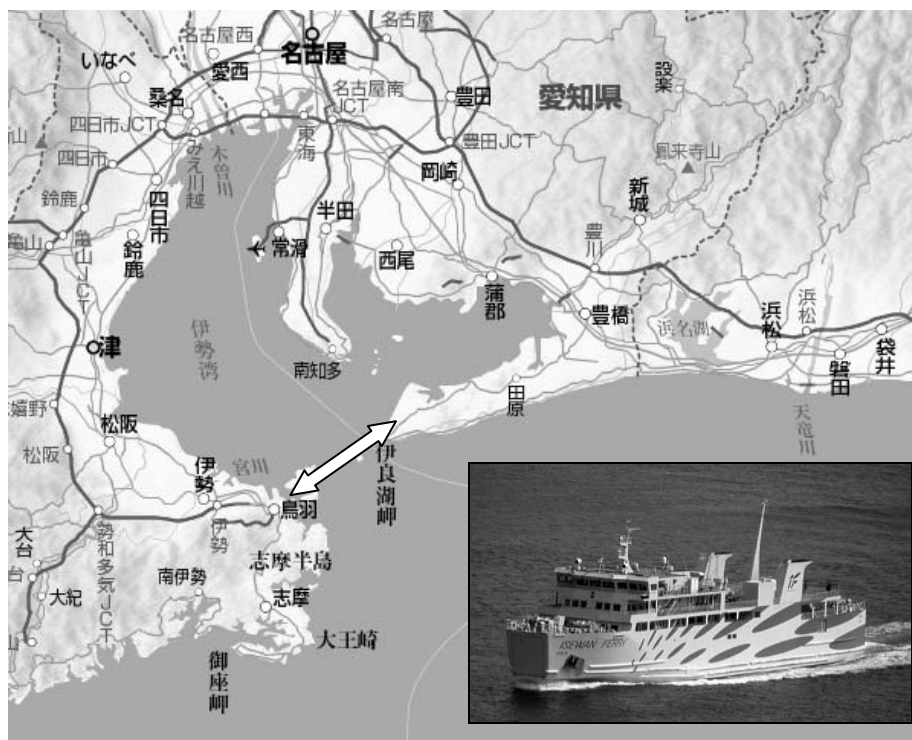 名古屋西
名古屋
名古屋
いなべ
愛西
設楽
愛知県
桑名
名古屋南
JCT
豊田
四日市JCT
東海
豊田JCT
みえ川越
木曽川
鳳来寺山
四日市
岡崎
新城
鈴鹿
四日市
半田
豊川
亀山
亀山JCT
鈴鹿
常滑
西尾
蒲郡
豊橋
浜名湖
浜松
浜松
袋井
磐田
伊勢湾
津
南知多
田原
天竜川
嬉野
松阪
松阪
宮川
伊勢
伊良湖岬
鳥羽
伊勢
大台
勢和多気JCT
台
志摩半島
大紀
南伊勢
志摩
山
大王崎
御座岬
ISEWAN FERRY